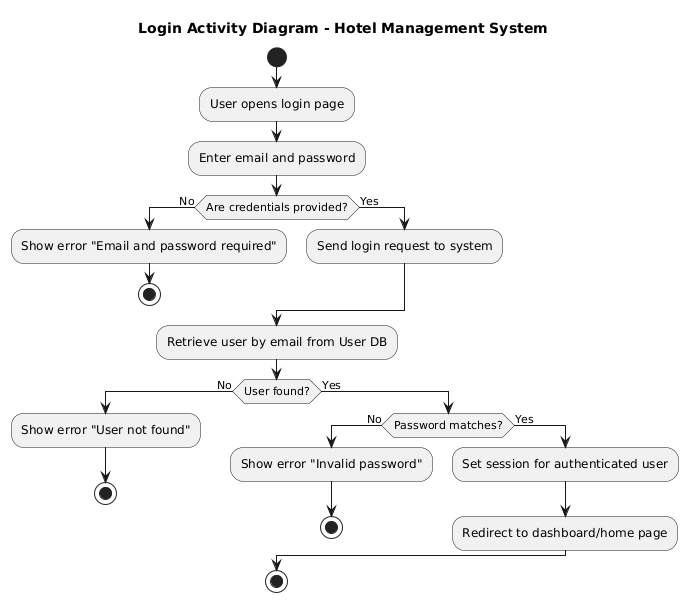 Login Activity Diagram - Hotel Management System
User opens login page
Enter email and password
No
Are credentials provided?
Yes
Show error "Email and password required"
Send login request to system
Retrieve user by email from User DB
No
User found?
Yes
Show error "User not found"
No
Password matches?
Yes
Show error "Invalid password"
Set session for authenticated user
Redirect to dashboard/home page